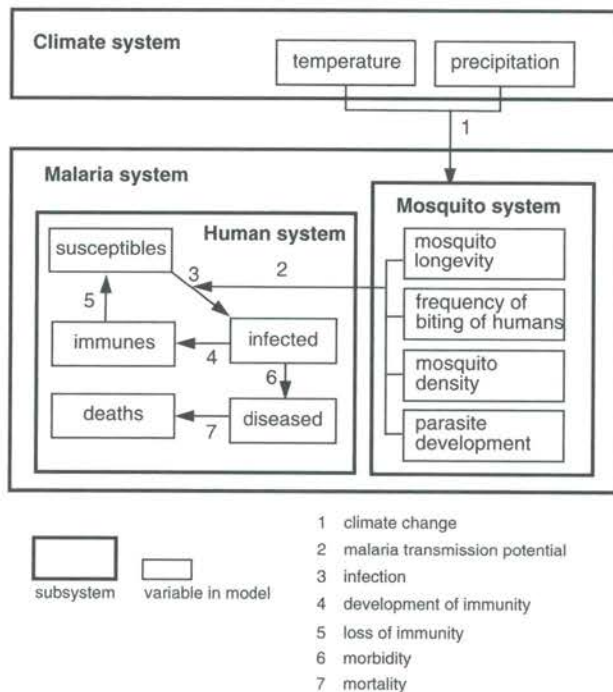 Climate system
temperature
precipitation
1
Malaria system
Mosquito system
Human system
susceptibles
3
2
mosquito
longevity
5
frequency of
biting of humans
immunes
4
infected
6
mosquito
density
deaths
7
diseased
parasite
development
subsystem
variable in model
1 climate change
2 malaria transmission potential
3 infection
4 development of immunity
5 loss of immunity
6 morbidity
7 mortality